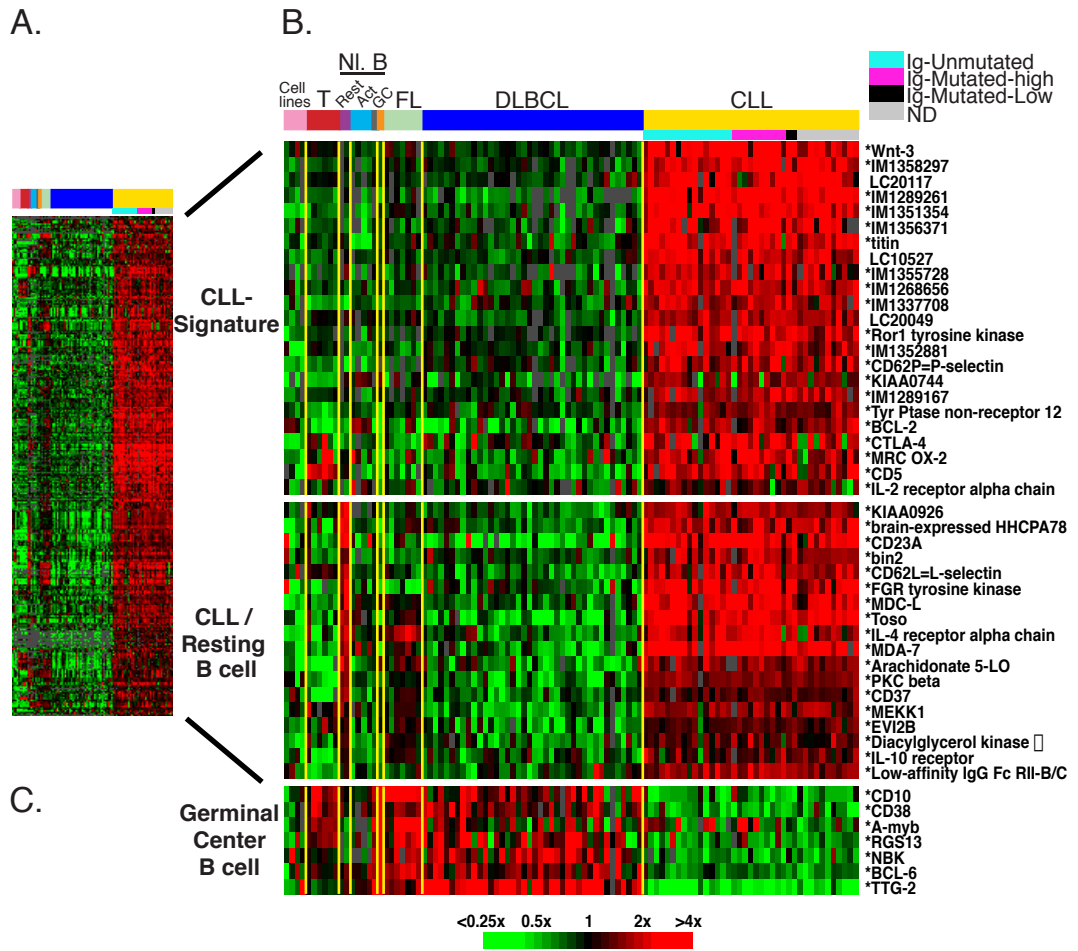 A.
B.
Nl. B
Cell lines
T
Rest
Act
GC
FL
DLBCL
CLL
Ig-Unmutated
Ig-Mutated-high
Ig-Mutated-Low
ND
CLL-
Signature
*Wnt-3
*IM1358297
LC20117
*IM1289261
*IM1351354
*IM1356371
*titin
LC10527
*IM1355728
*IM1268656
*IM1337708
LC20049
*Ror1 tyrosine kinase
*IM1352881
*CD62P=P-selectin
*KIAA0744
*IM1289167
*Tyr Ptase non-receptor 12
*BCL-2
*CTLA-4
*MRC OX-2
*CD5
*IL-2 receptor alpha chain
CLL /
Resting
B cell
*KIAA0926
*brain-expressed HHCPA78
*CD23A
*bin2
*CD62L=L-selectin
*FGR tyrosine kinase
*MDC-L
*Toso
*IL-4 receptor alpha chain
*MDA-7
*Arachidonate 5-LO
*PKC beta
*CD37
*MEKK1
*EVI2B
*Diacylglycerol kinase
*IL-10 receptor
*Low-affinity IgG Fc RII-B/C
C.
Germinal
Center
B cell
*CD10
*CD38
*A-myb
*RGS13
*NBK
*BCL-6
*TTG-2
<0.25x 0.5x 1 2x >4x